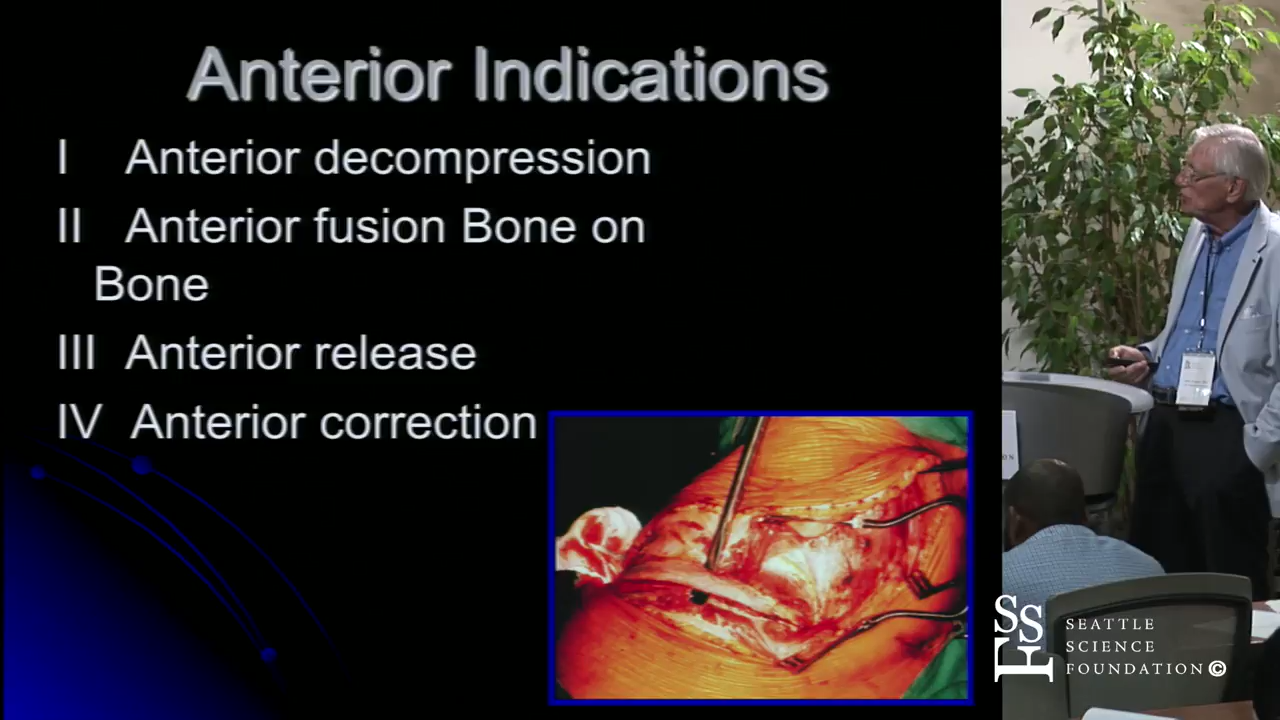 Anterior Indications
I Anterior decompression
II Anterior fusion Bone on
Bone
III Anterior release
IV Anterior correction
SSF
SEATTLE
SCIENCE
FOUNDATION©